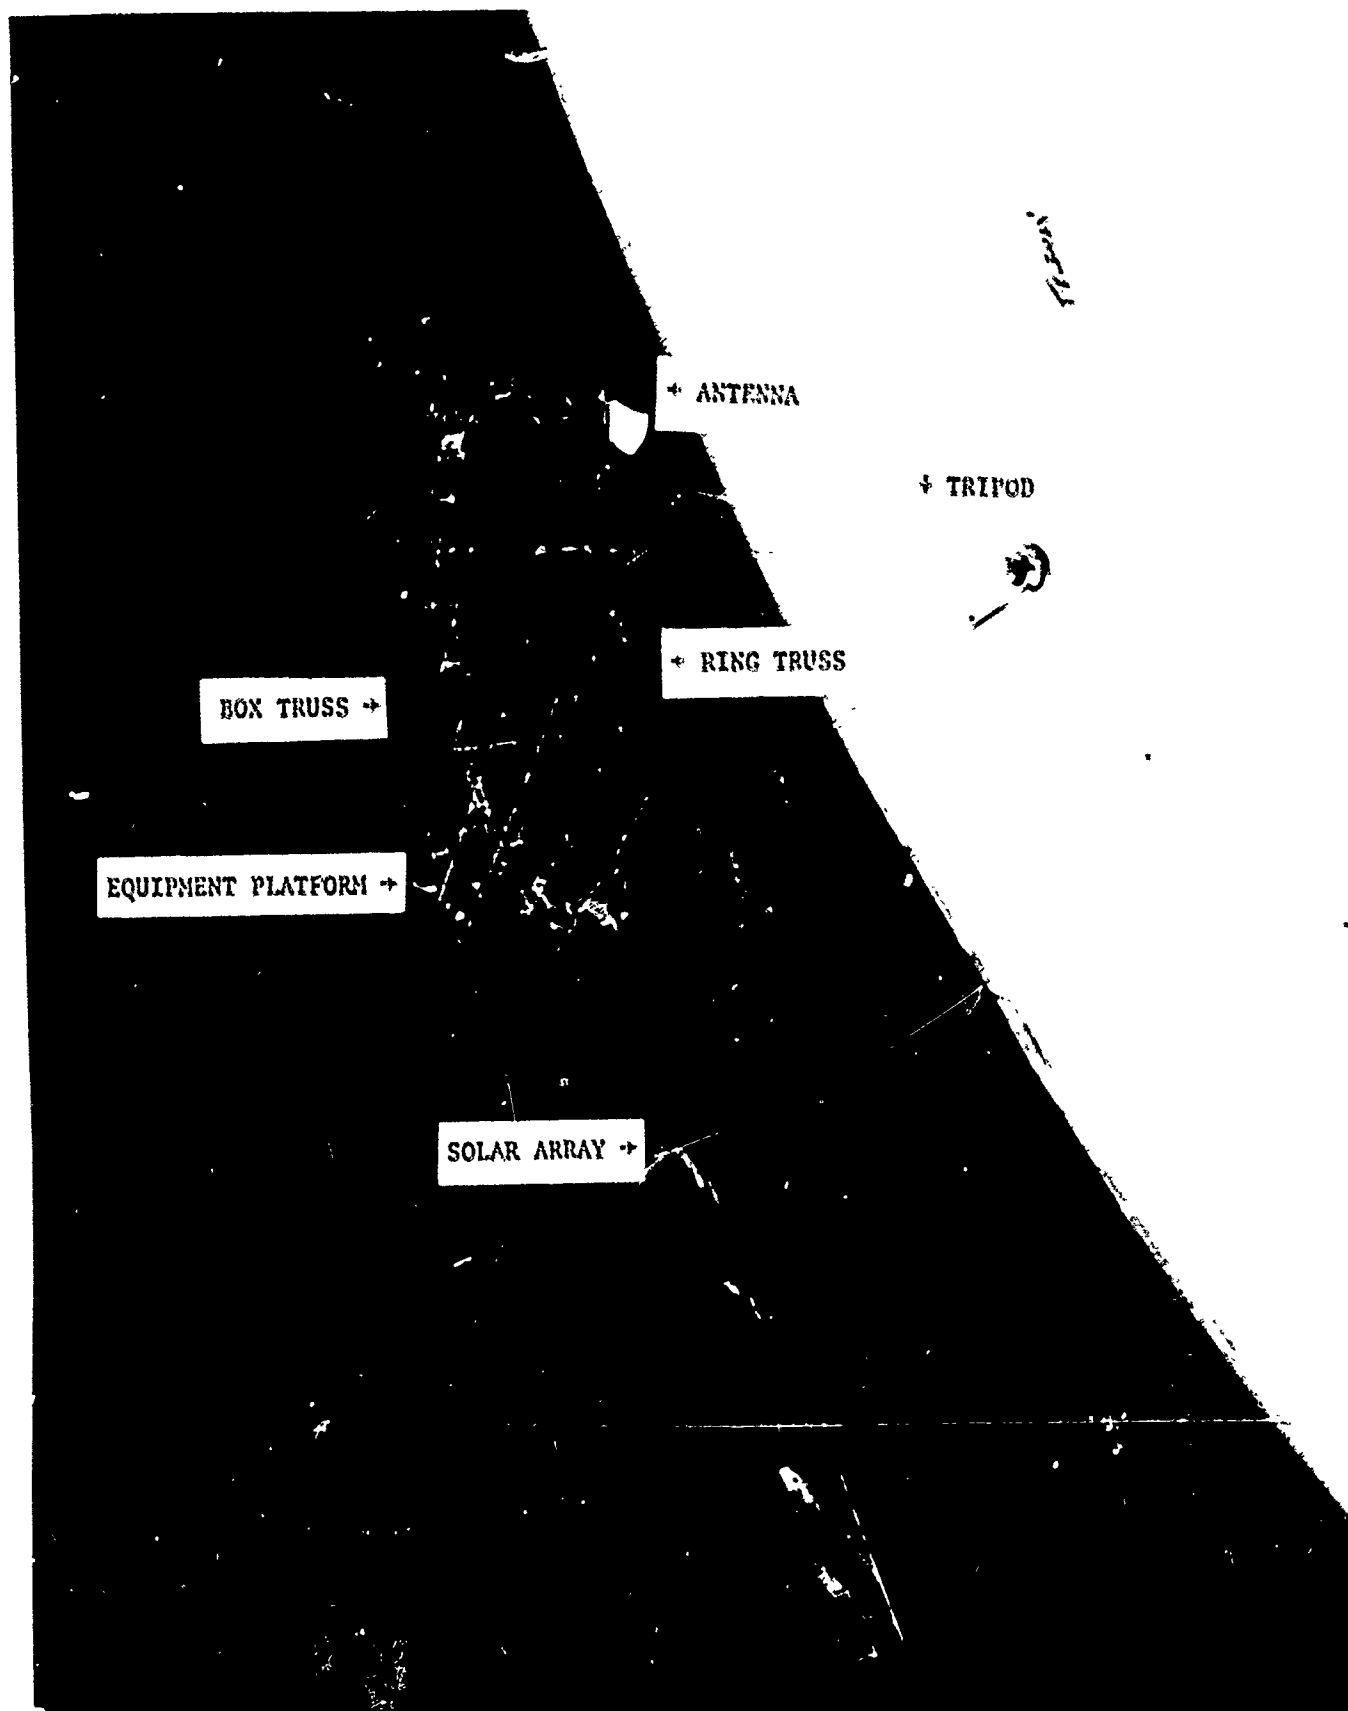 ← ANTENNA
↓ TRIPOD
← RING TRUSS
BOX TRUSS →
EQUIPMENT PLATFORM →
SOLAR ARRAY →